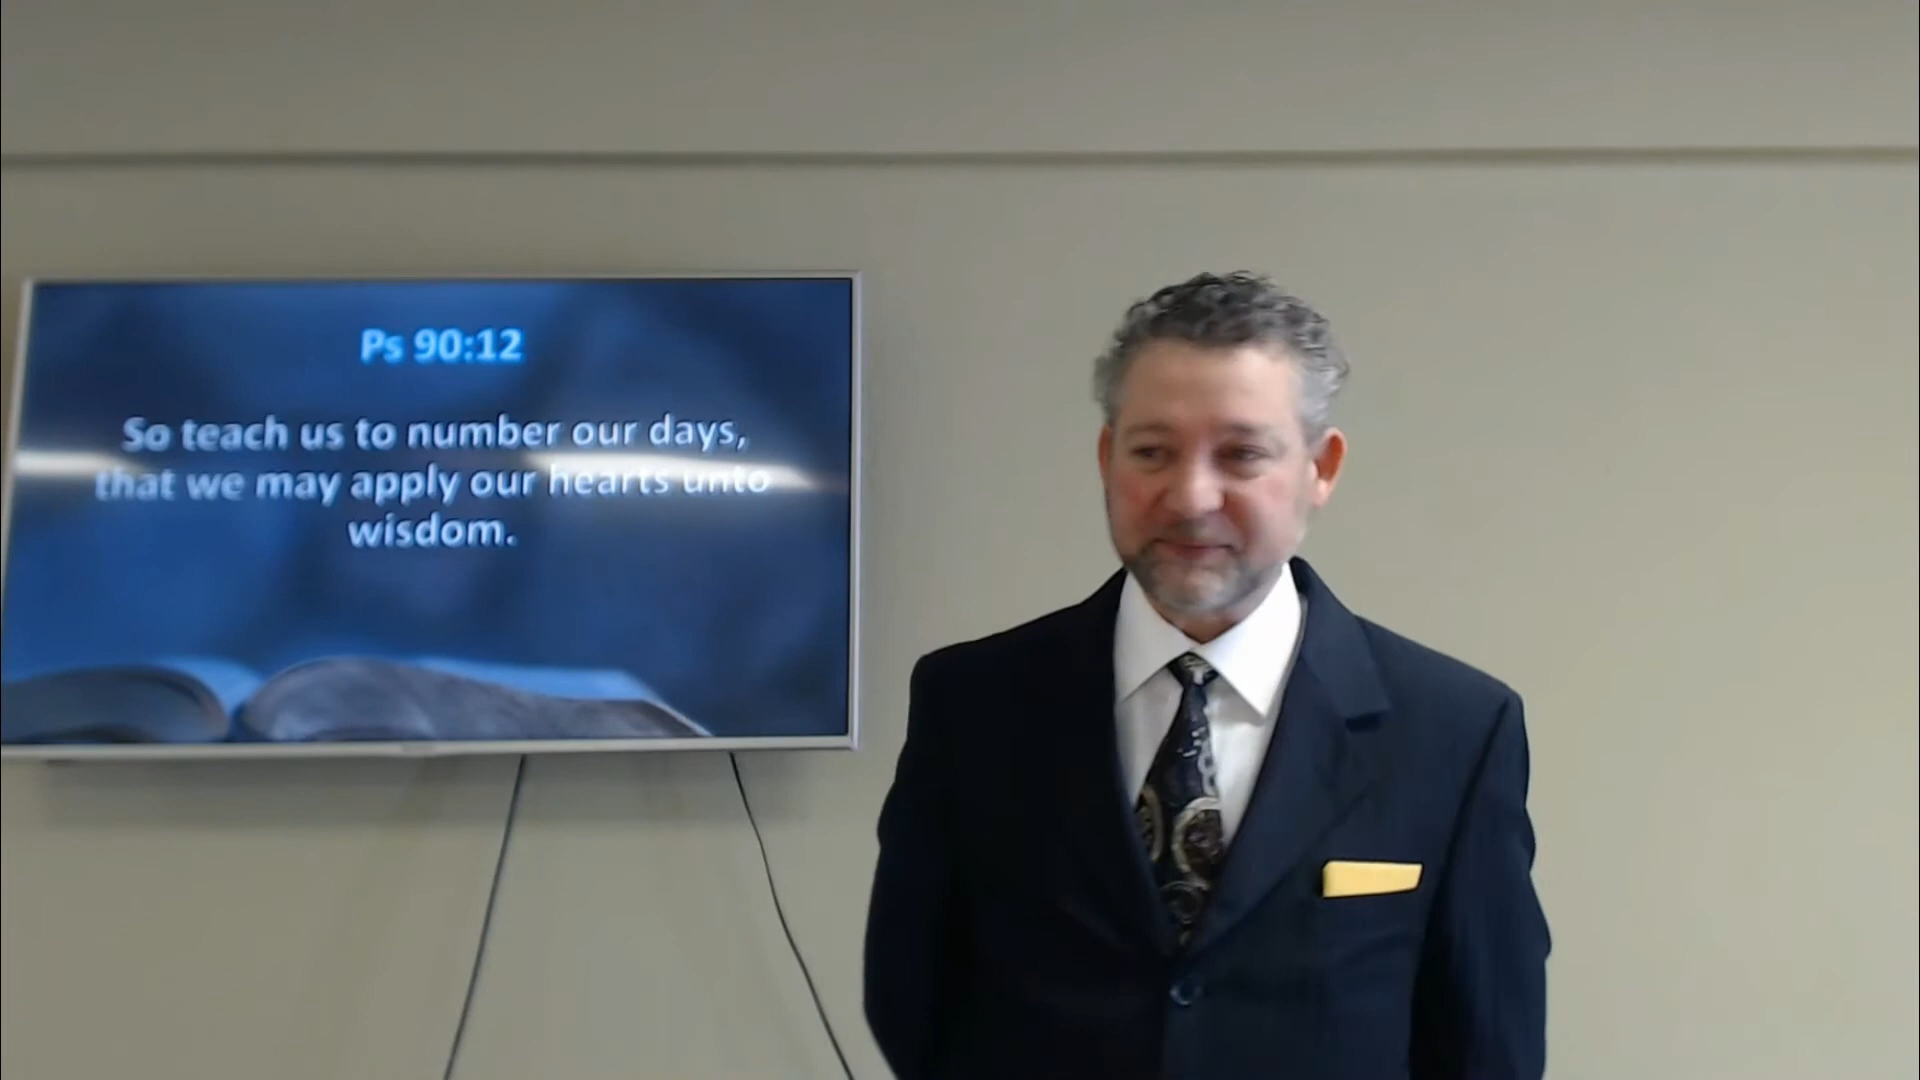 Ps 90:12
So teach us to number our days,
that we may apply our hearts unto
wisdom.